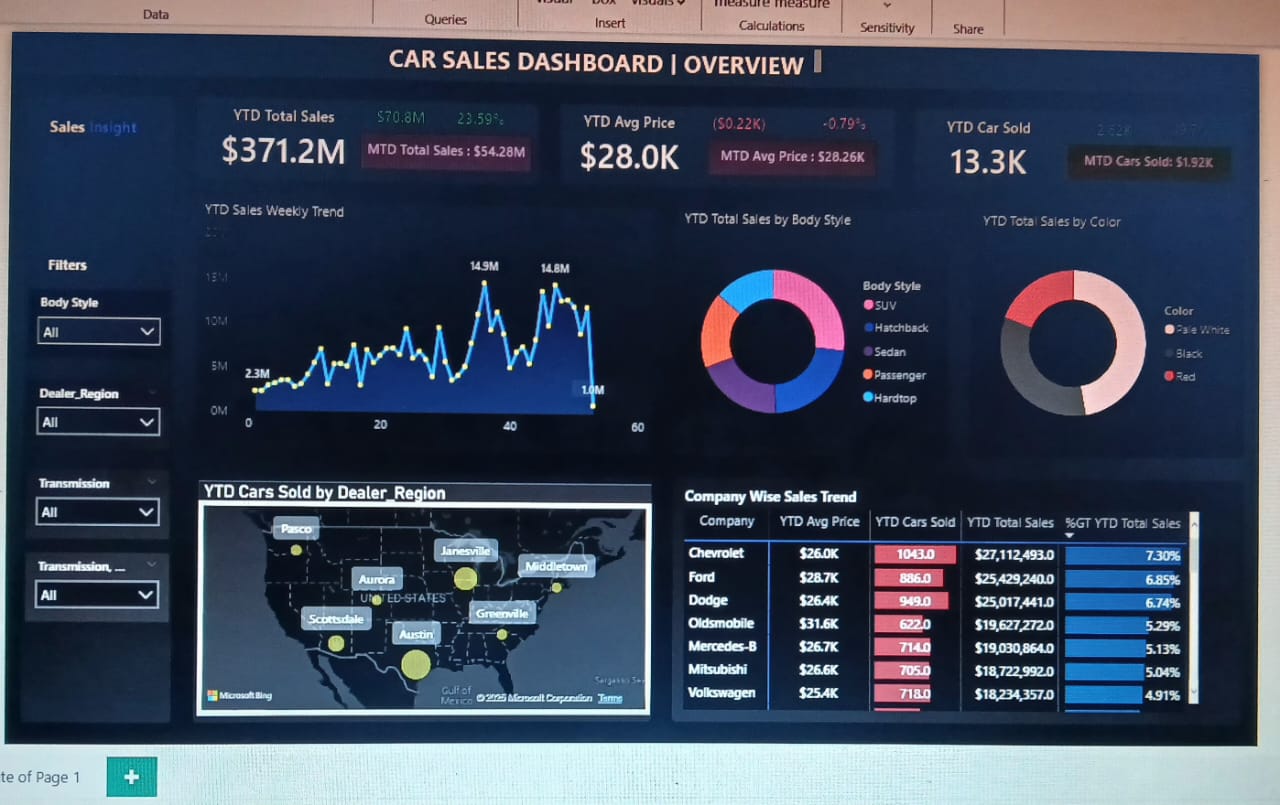 Data
Queries
Insert
Calculations
measure measure
Sensitivity
Share
CAR SALES DASHBOARD | OVERVIEW
Sales Insight
YTD Total Sales
$70.8M
23.59%
$371.2M
MTD Total Sales : $54.28M
YTD Avg Price
($0.22K)
-0.79%
$28.0K
MTD Avg Price : $28.26K
YTD Car Sold
2.62K
13.3K
MTD Cars Sold: $1.92K
Filters
Body Style
All
Dealer_Region
All
Transmission
All
Transmission, ...
All
YTD Sales Weekly Trend
15M
10M
5M
0M
2.3M
14.9M
14.8M
1.0M
0
20
40
60
YTD Total Sales by Body Style
Body Style
SUV
Hatchback
Sedan
Passenger
Hardtop
YTD Total Sales by Color
Color
Pale White
Black
Red
YTD Cars Sold by Dealer_Region
Pasco
Janesville
Middletown
Aurora
UNITED STATES
Scottsdale
Greenville
Austin
Gulf of
Mexico
Microsoft Bing
© 2025 Microsoft Corporation Terms
Company Wise Sales Trend
Company YTD Avg Price YTD Cars Sold YTD Total Sales %GT YTD Total Sales
Chevrolet $26.0K 1043.0 $27,112,493.0 7.30%
Ford $28.7K 886.0 $25,429,240.0 6.85%
Dodge $26.4K 949.0 $25,017,441.0 6.74%
Oldsmobile $31.6K 622.0 $19,627,272.0 5.29%
Mercedes-B $26.7K 714.0 $19,030,864.0 5.13%
Mitsubishi $26.6K 705.0 $18,722,992.0 5.04%
Volkswagen $25.4K 718.0 $18,234,357.0 4.91%
te of Page 1
+